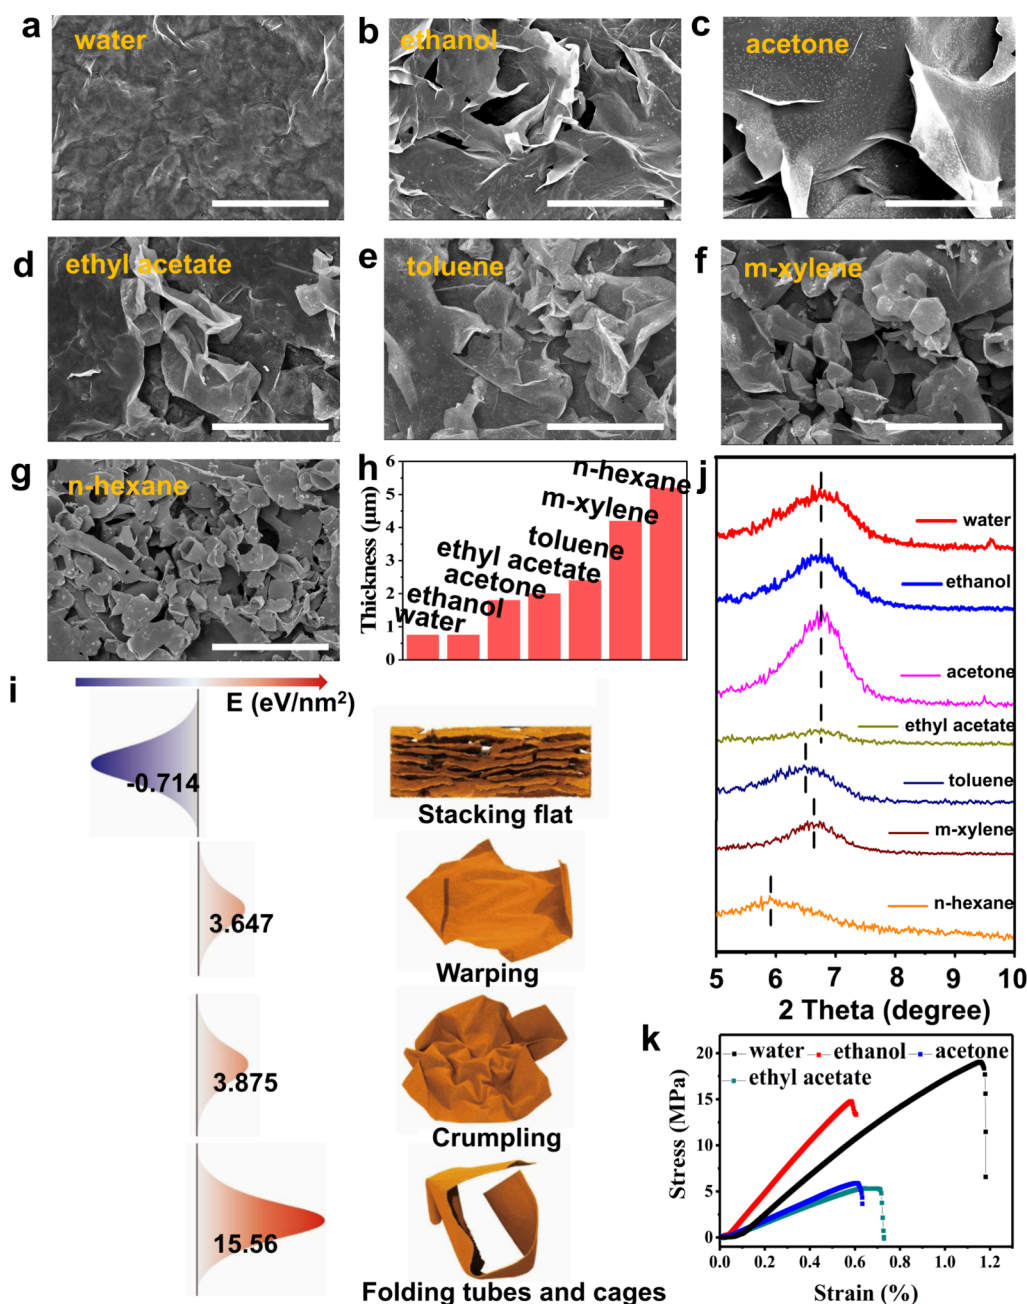 a
water
b
ethanol
c
acetone
d
ethyl acetate
e
toluene
f
m-xylene
g
n-hexane
h
Thickness (μm)
6
5
4
3
2
1
0
water
ethanol
acetone
ethyl acetate
toluene
m-xylene
n-hexane
i
E (eV/nm²)
-0.714
Stacking flat
3.647
Warping
3.875
Crumpling
15.56
Folding tubes and cages
j
water
ethanol
acetone
ethyl acetate
toluene
m-xylene
n-hexane
5 6 7 8 9 10
2 Theta (degree)
k
water ethanol acetone
ethyl acetate
Stress (MPa)
20
15
10
5
0
0.0 0.2 0.4 0.6 0.8 1.0 1.2
Strain (%)